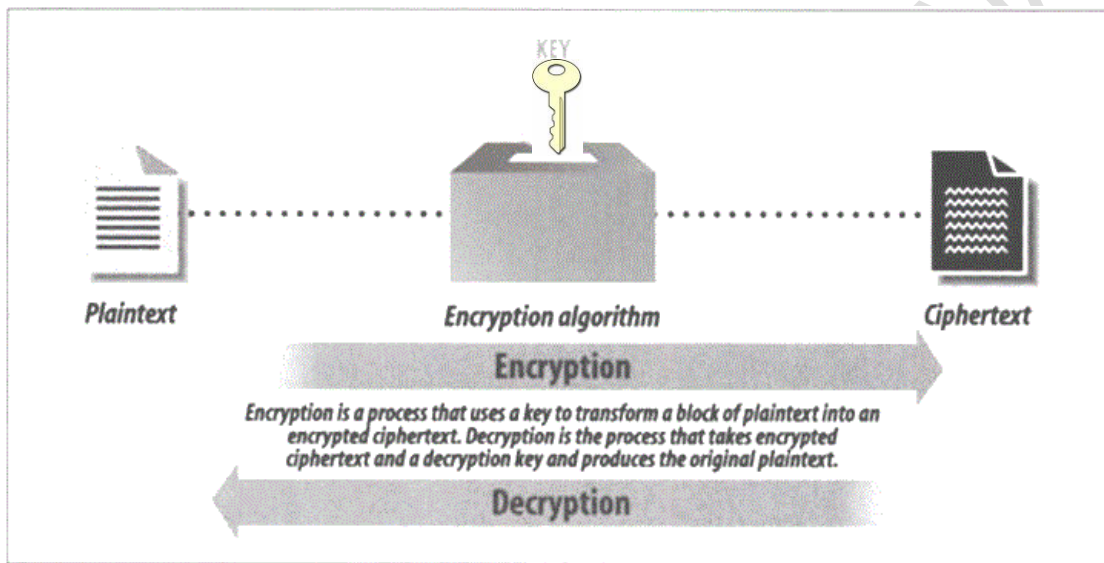 KEY
Plaintext
Encryption algorithm
Ciphertext
Encryption
Encryption is a process that uses a key to transform a block of plaintext into an
encrypted ciphertext. Decryption is the process that takes encrypted
ciphertext and a decryption key and produces the original plaintext.
Decryption